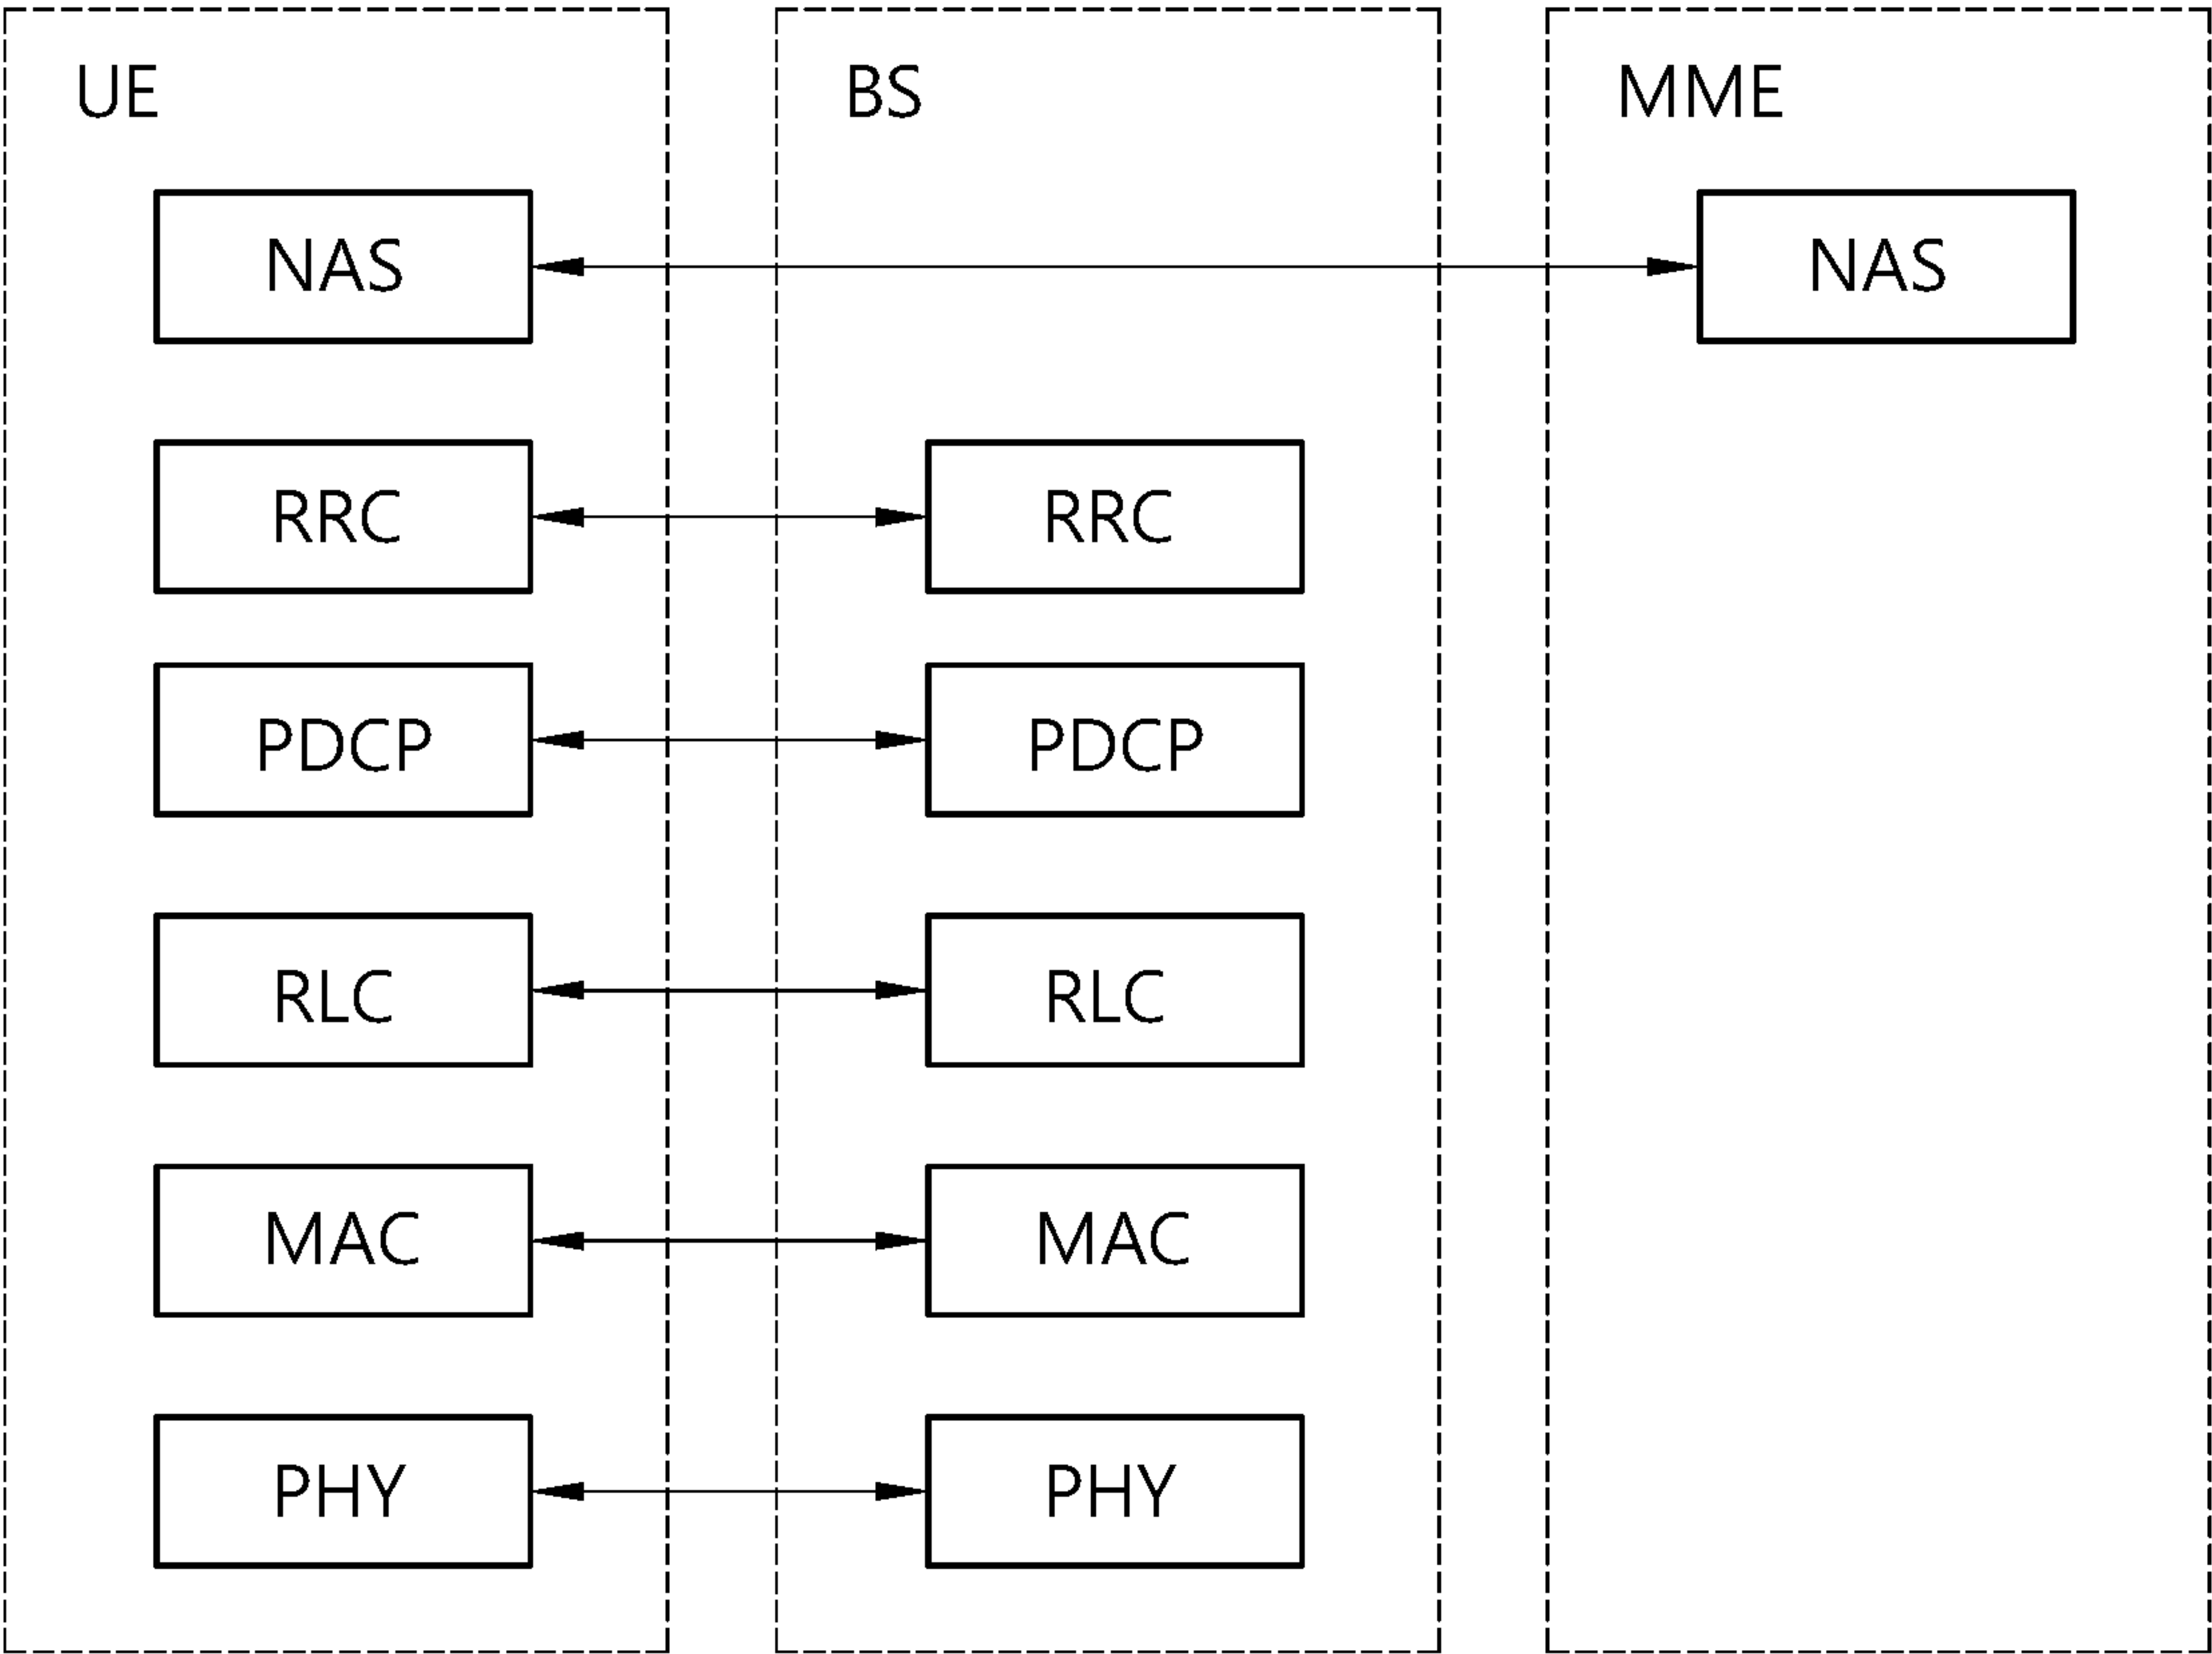 UE BS MME
NAS NAS
RRC RRC
PDCP PDCP
RLC RLC
MAC MAC
PHY PHY